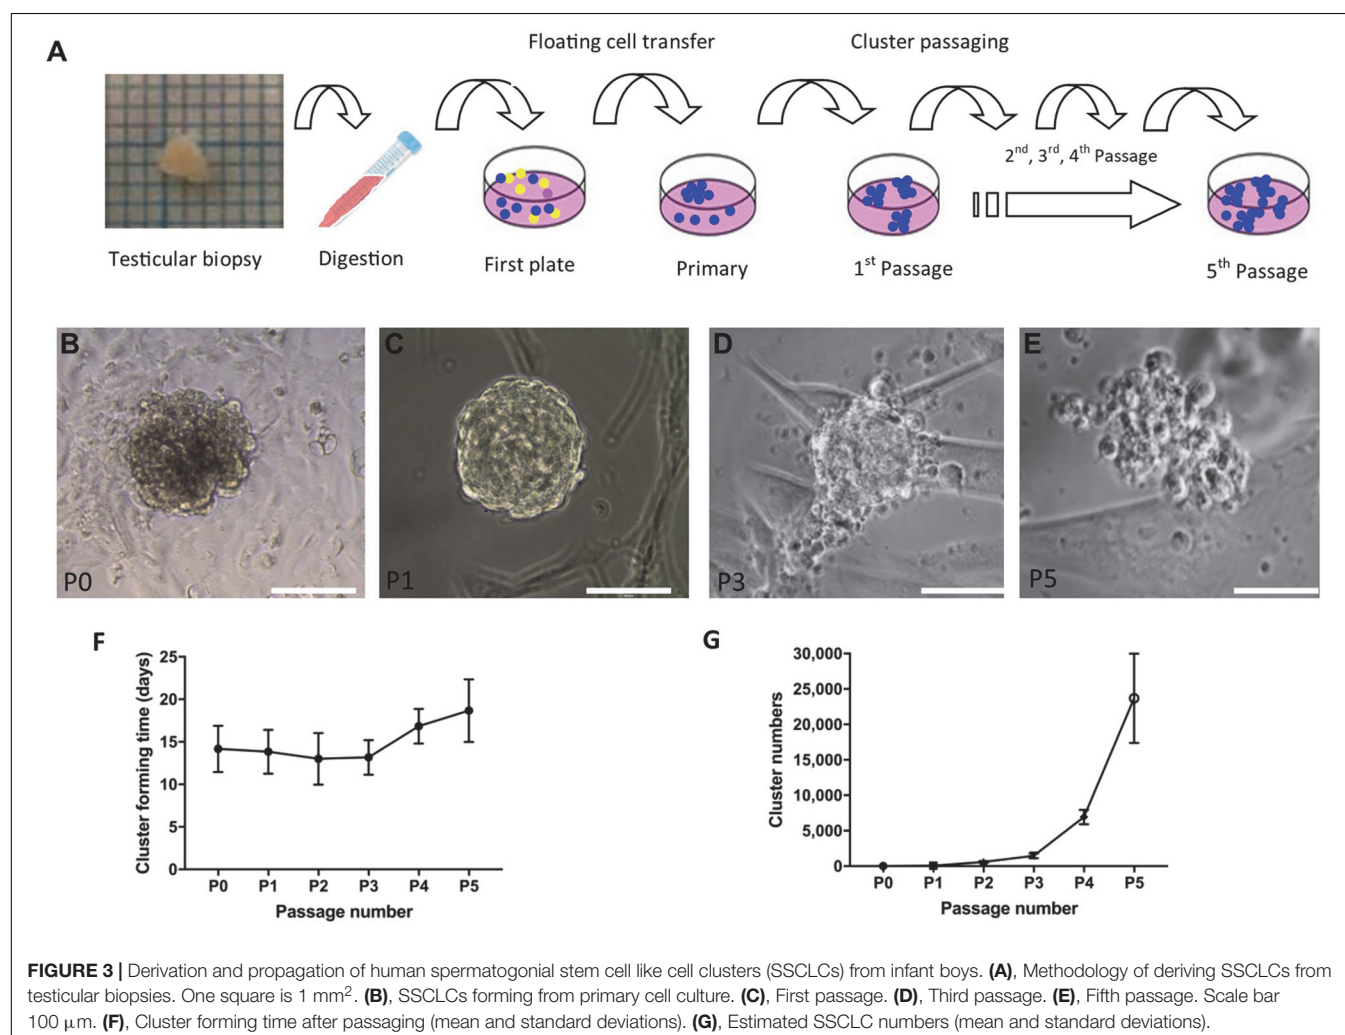 A
Floating cell transfer
Cluster passaging
2nd, 3rd, 4th Passage
Testicular biopsy
Digestion
First plate
Primary
1st Passage
5th Passage
B
P0
C
P1
D
P3
E
P5
F
Cluster forming time (days)
25
20
15
10
5
0
P0 P1 P2 P3 P4 P5
Passage number
G
Cluster numbers
30,000
25,000
20,000
15,000
10,000
5,000
0
P0 P1 P2 P3 P4 P5
Passage number
FIGURE 3 | Derivation and propagation of human spermatogonial stem cell like cell clusters (SSCLCs) from infant boys. (A), Methodology of deriving SSCLCs from
testicular biopsies. One square is 1 mm2. (B), SSCLCs forming from primary cell culture. (C), First passage. (D), Third passage. (E), Fifth passage. Scale bar
100 μm. (F), Cluster forming time after passaging (mean and standard deviations). (G), Estimated SSCLC numbers (mean and standard deviations).